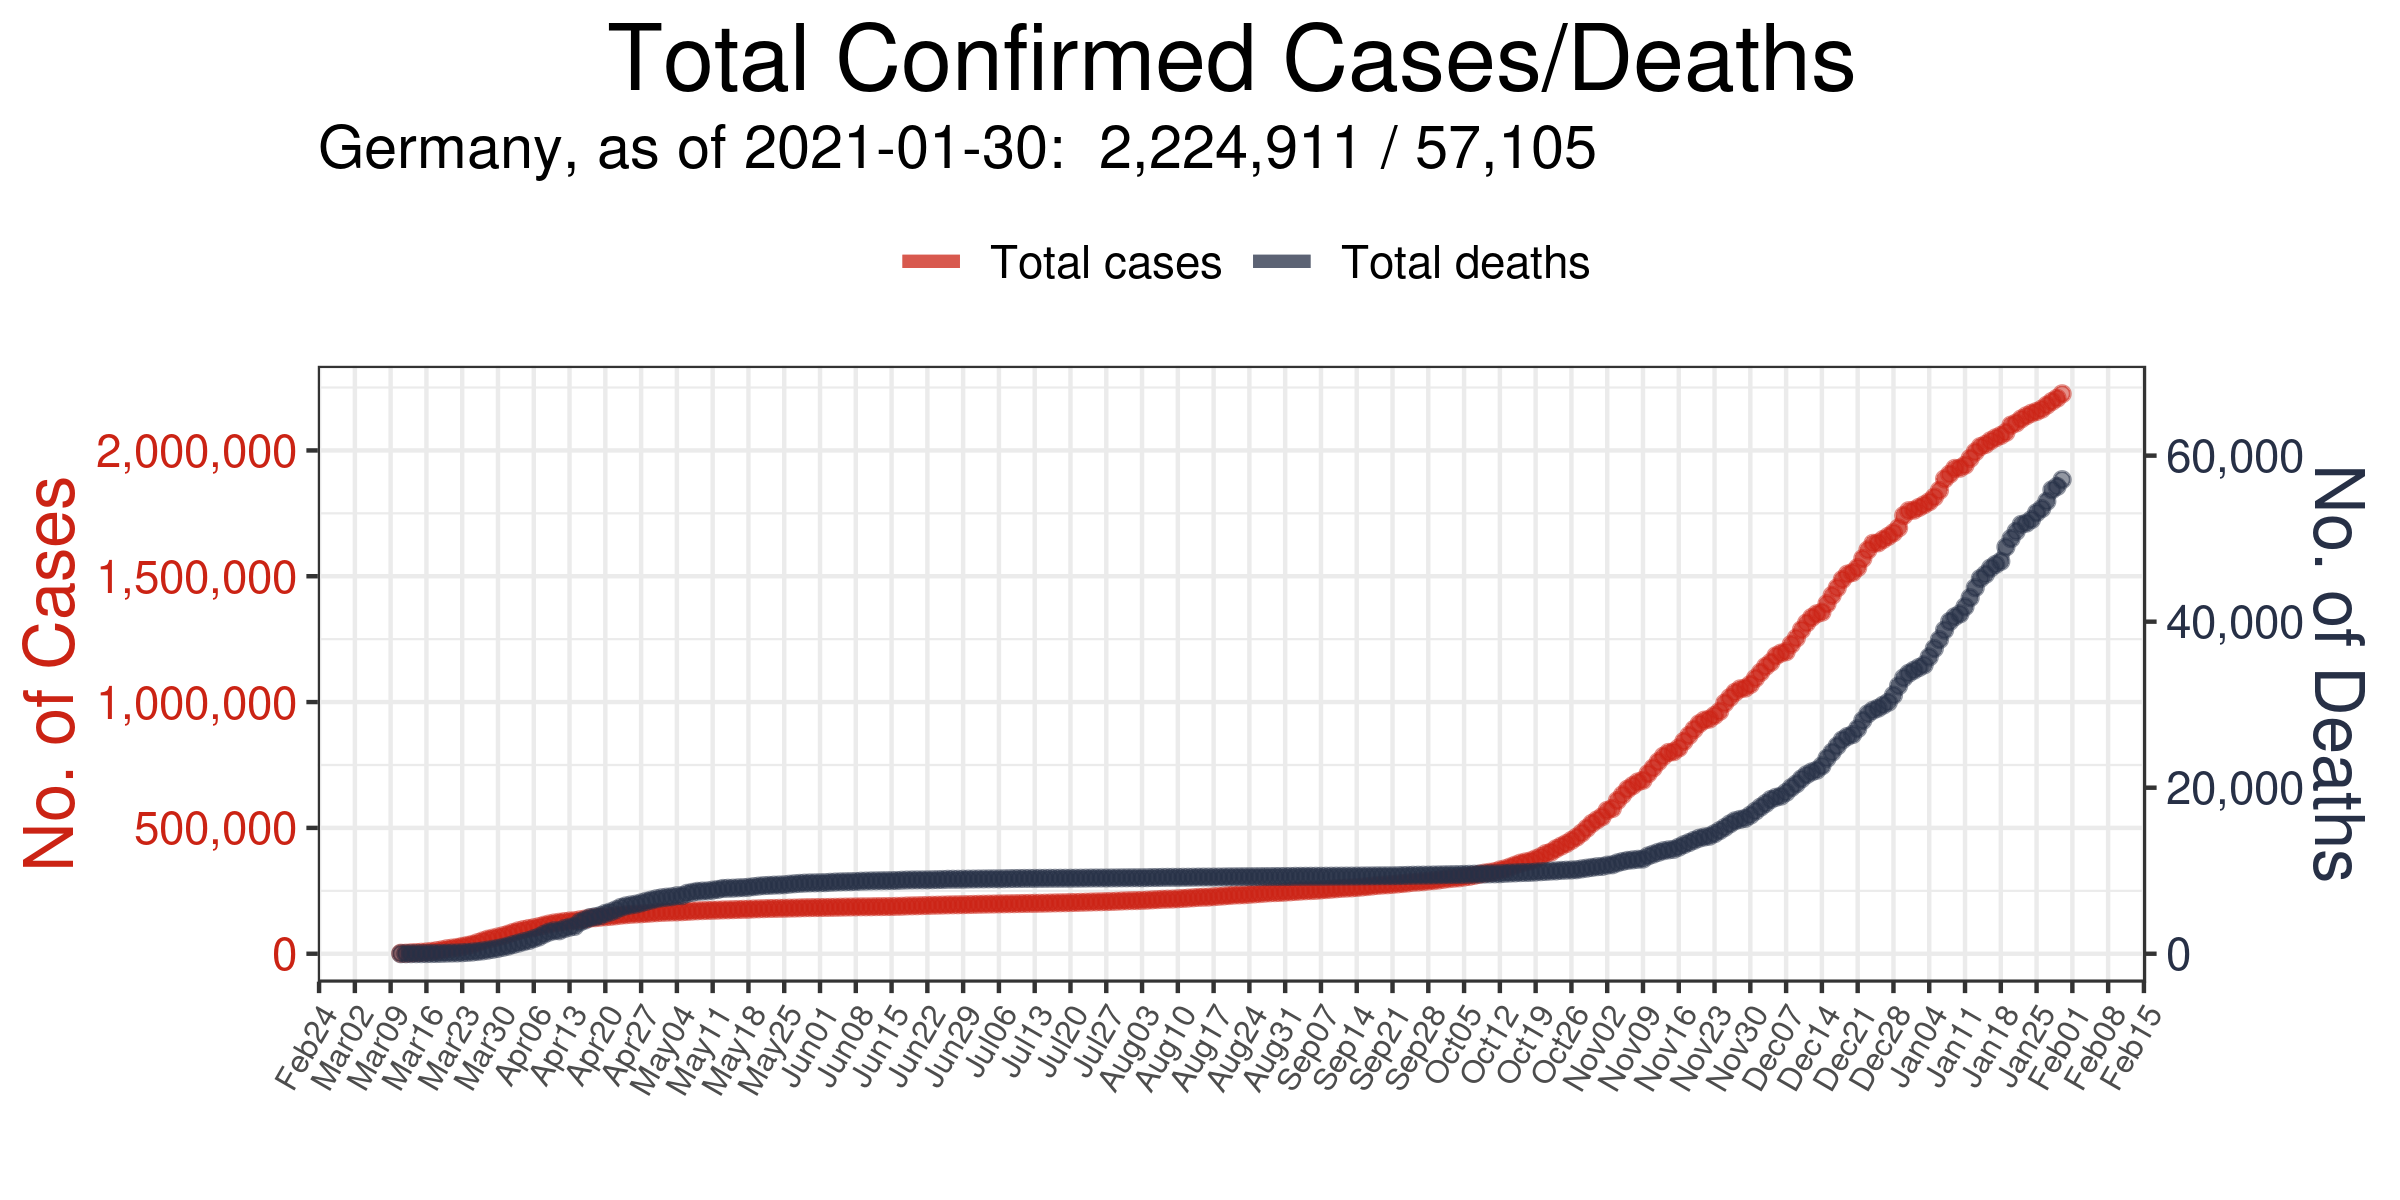 Total Confirmed Cases/Deaths
Germany, as of 2021-01-30:  2,224,911 / 57,105
Total cases
Total deaths
No. of Cases
2,000,000
1,500,000
1,000,000
500,000
0
60,000
40,000
20,000
0
No. of Deaths
Feb24
Mar02
Mar09
Mar16
Mar23
Mar30
Apr06
Apr13
Apr20
Apr27
May04
May11
May18
May25
Jun01
Jun08
Jun15
Jun22
Jun29
Jul06
Jul13
Jul20
Jul27
Aug03
Aug10
Aug17
Aug24
Aug31
Sep07
Sep14
Sep21
Sep28
Oct05
Oct12
Oct19
Oct26
Nov02
Nov09
Nov16
Nov23
Nov30
Dec07
Dec14
Dec21
Dec28
Jan04
Jan11
Jan18
Jan25
Feb01
Feb08
Feb15